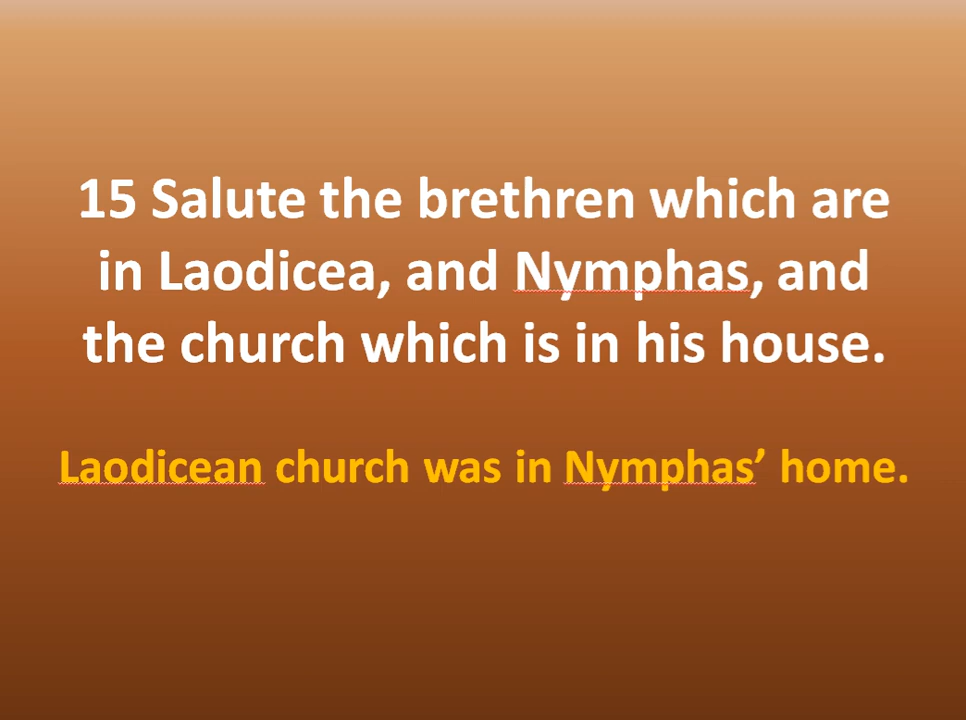 15 Salute the brethren which are
in Laodicea, and Nymphas, and
the church which is in his house.
Laodicean church was in Nymphas’ home.